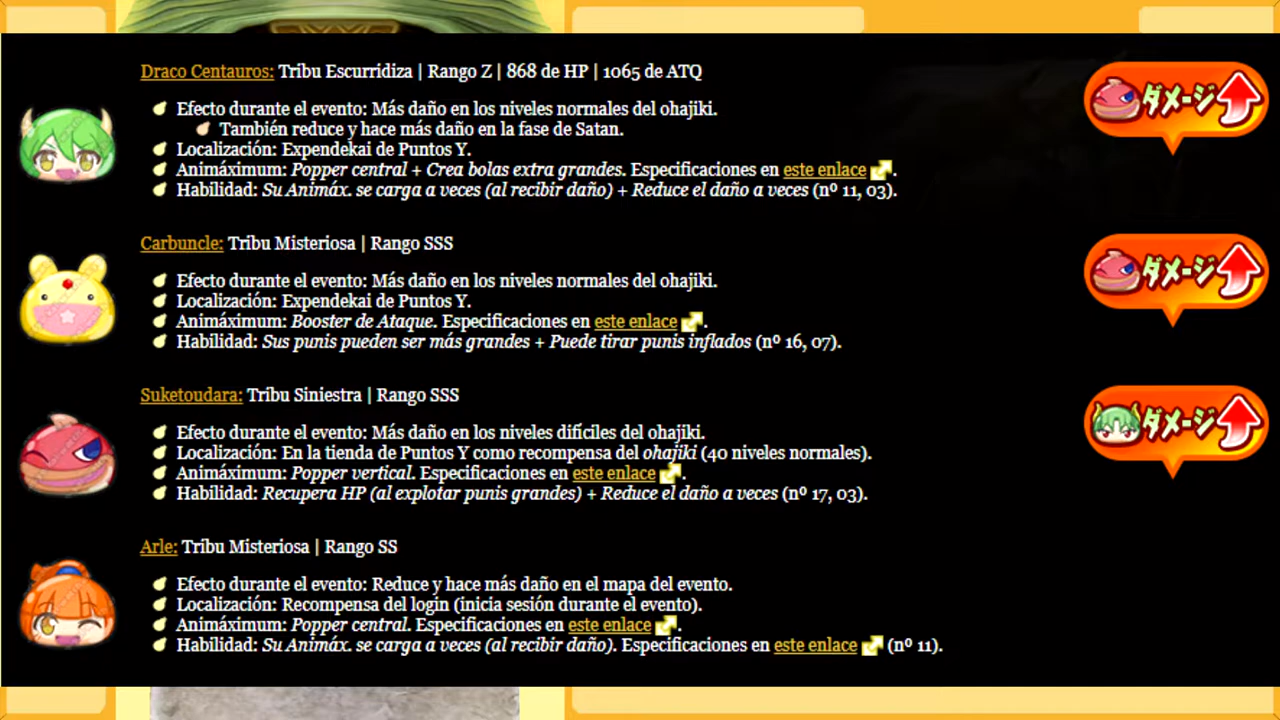 Draco Centauros: Tribu Escurridiza | Rango Z | 868 de HP | 1065 de ATQ
Efecto durante el evento: Más daño en los niveles normales del ohajiki.
También reduce y hace más daño en la fase de Satan.
Localización: Expendekai de Puntos Y.
Animáximum: Popper central + Crea bolas extra grandes. Especificaciones en este enlace.
Habilidad: Su Animáx. se carga a veces (al recibir daño) + Reduce el daño a veces (nº 11, 03).
ダメージ
Carbuncle: Tribu Misteriosa | Rango SSS
Efecto durante el evento: Más daño en los niveles normales del ohajiki.
Localización: Expendekai de Puntos Y.
Animáximum: Booster de Ataque. Especificaciones en este enlace.
Habilidad: Sus punis pueden ser más grandes + Puede tirar punis inflados (nº 16, 07).
ダメージ
Suketoudara: Tribu Siniestra | Rango SSS
Efecto durante el evento: Más daño en los niveles difíciles del ohajiki.
Localización: En la tienda de Puntos Y como recompensa del ohajiki (40 niveles normales).
Animáximum: Popper vertical. Especificaciones en este enlace.
Habilidad: Recupera HP (al explotar punis grandes) + Reduce el daño a veces (nº 17, 03).
ダメージ
Arle: Tribu Misteriosa | Rango SS
Efecto durante el evento: Reduce y hace más daño en el mapa del evento.
Localización: Recompensa del login (inicia sesión durante el evento).
Animáximum: Popper central. Especificaciones en este enlace.
Habilidad: Su Animáx. se carga a veces (al recibir daño). Especificaciones en este enlace (nº 11).